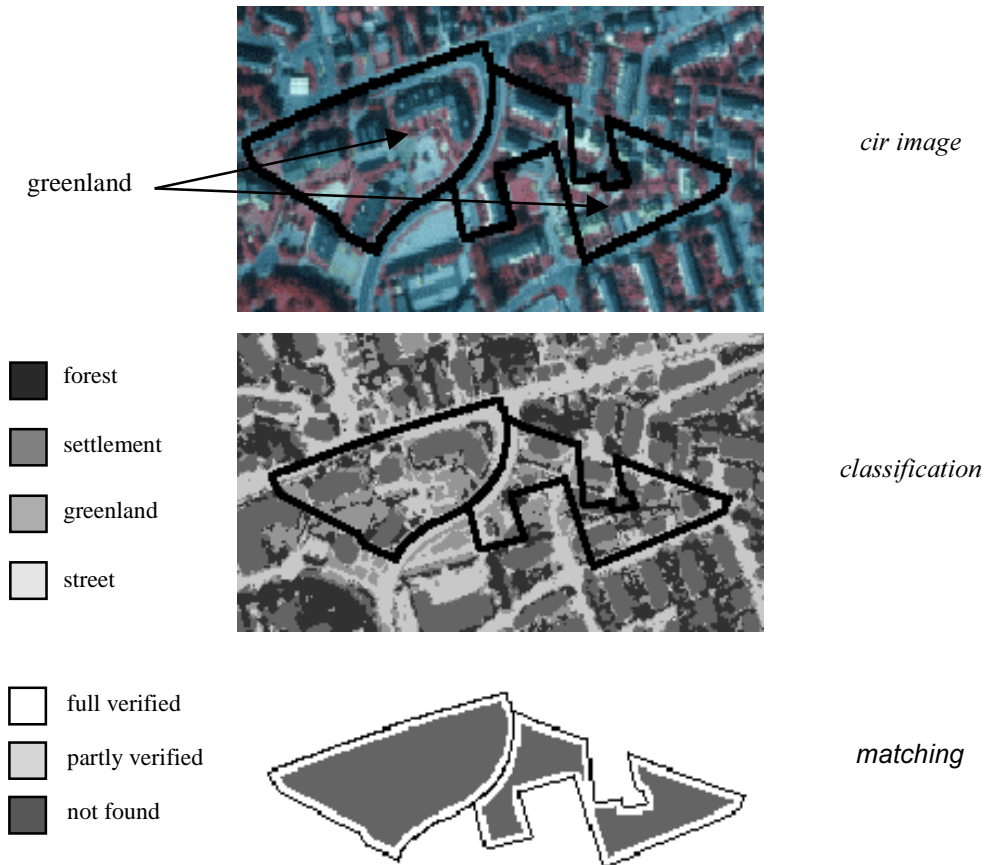 cir image
greenland
forest
settlement
greenland
street
classification
full verified
partly verified
not found
matching